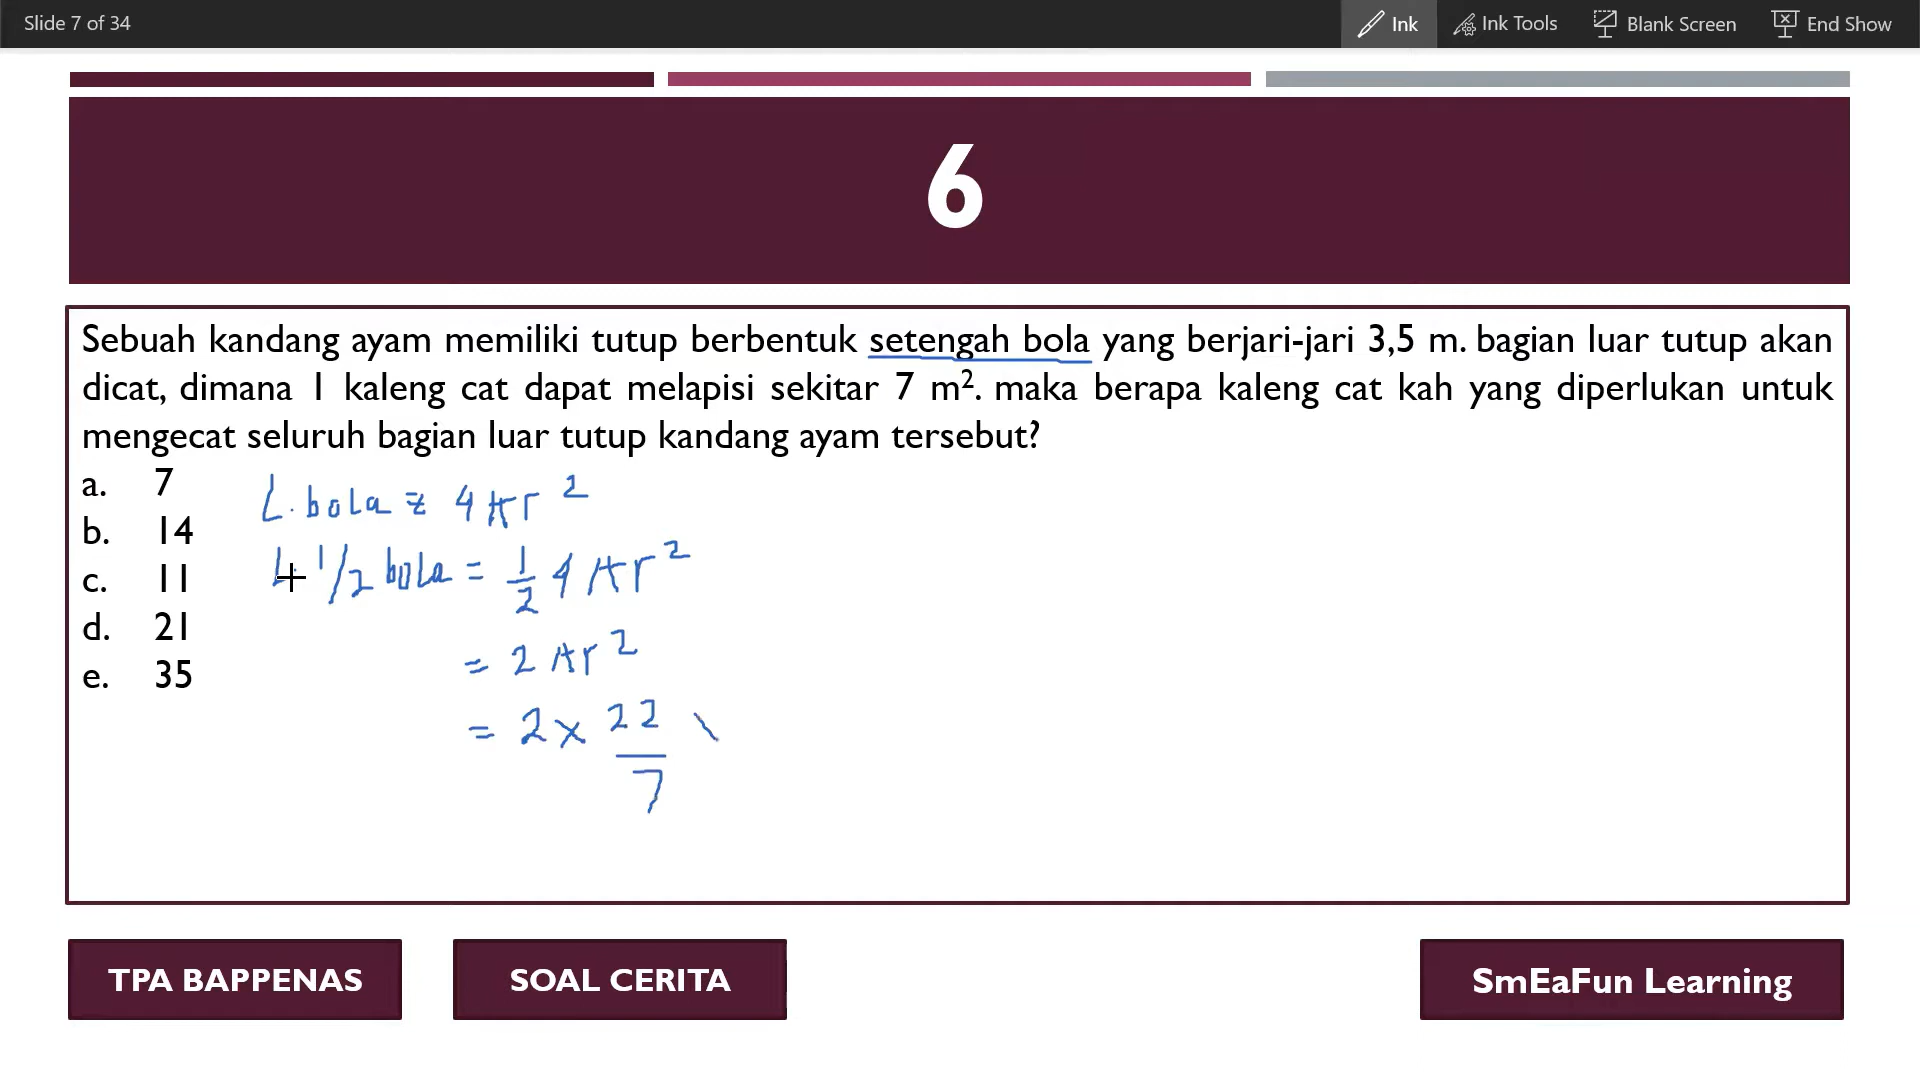 Slide 7 of 34
Ink
Ink Tools
Blank Screen
End Show
6
Sebuah kandang ayam memiliki tutup berbentuk setengah bola yang berjari-jari 3,5 m. bagian luar tutup akan
dicat, dimana 1 kaleng cat dapat melapisi sekitar 7 m². maka berapa kaleng cat kah yang diperlukan untuk
mengecat seluruh bagian luar tutup kandang ayam tersebut?
a. 7
b. 14
c. 11
d. 21
e. 35
L. bola = 4πr²
L. 1/2 bola = 1/2 4πr²
= 2πr²
= 2 x 22/7
TPA BAPPENAS
SOAL CERITA
SmEaFun Learning